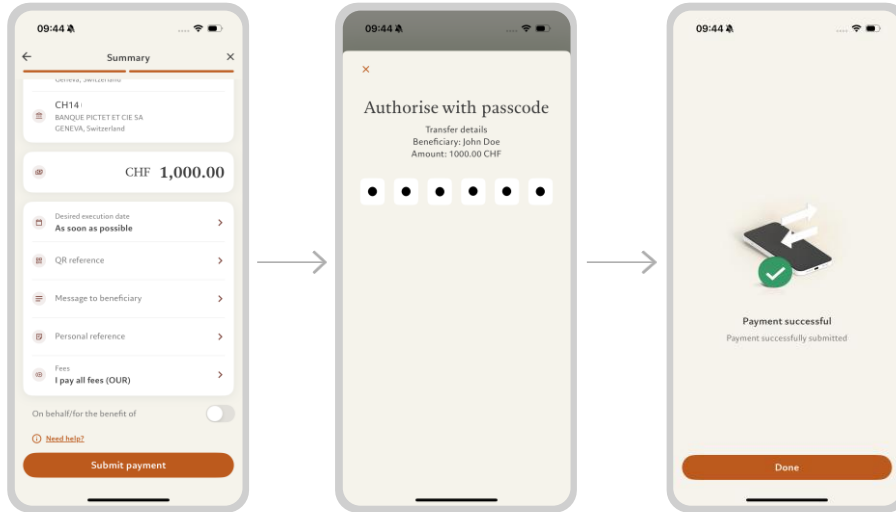 09:44
Summary
Geneva, Switzerland
CH14
BANQUE PICTET ET CIE SA
GENEVA, Switzerland
CHF 1,000.00
Desired execution date
As soon as possible
QR reference
Message to beneficiary
Personal reference
Fees
I pay all fees (OUR)
On behalf/for the benefit of
Need help?
Submit payment
09:44
Authorise with passcode
Transfer details
Beneficiary: John Doe
Amount: 1000.00 CHF
09:44
Payment successful
Payment successfully submitted
Done